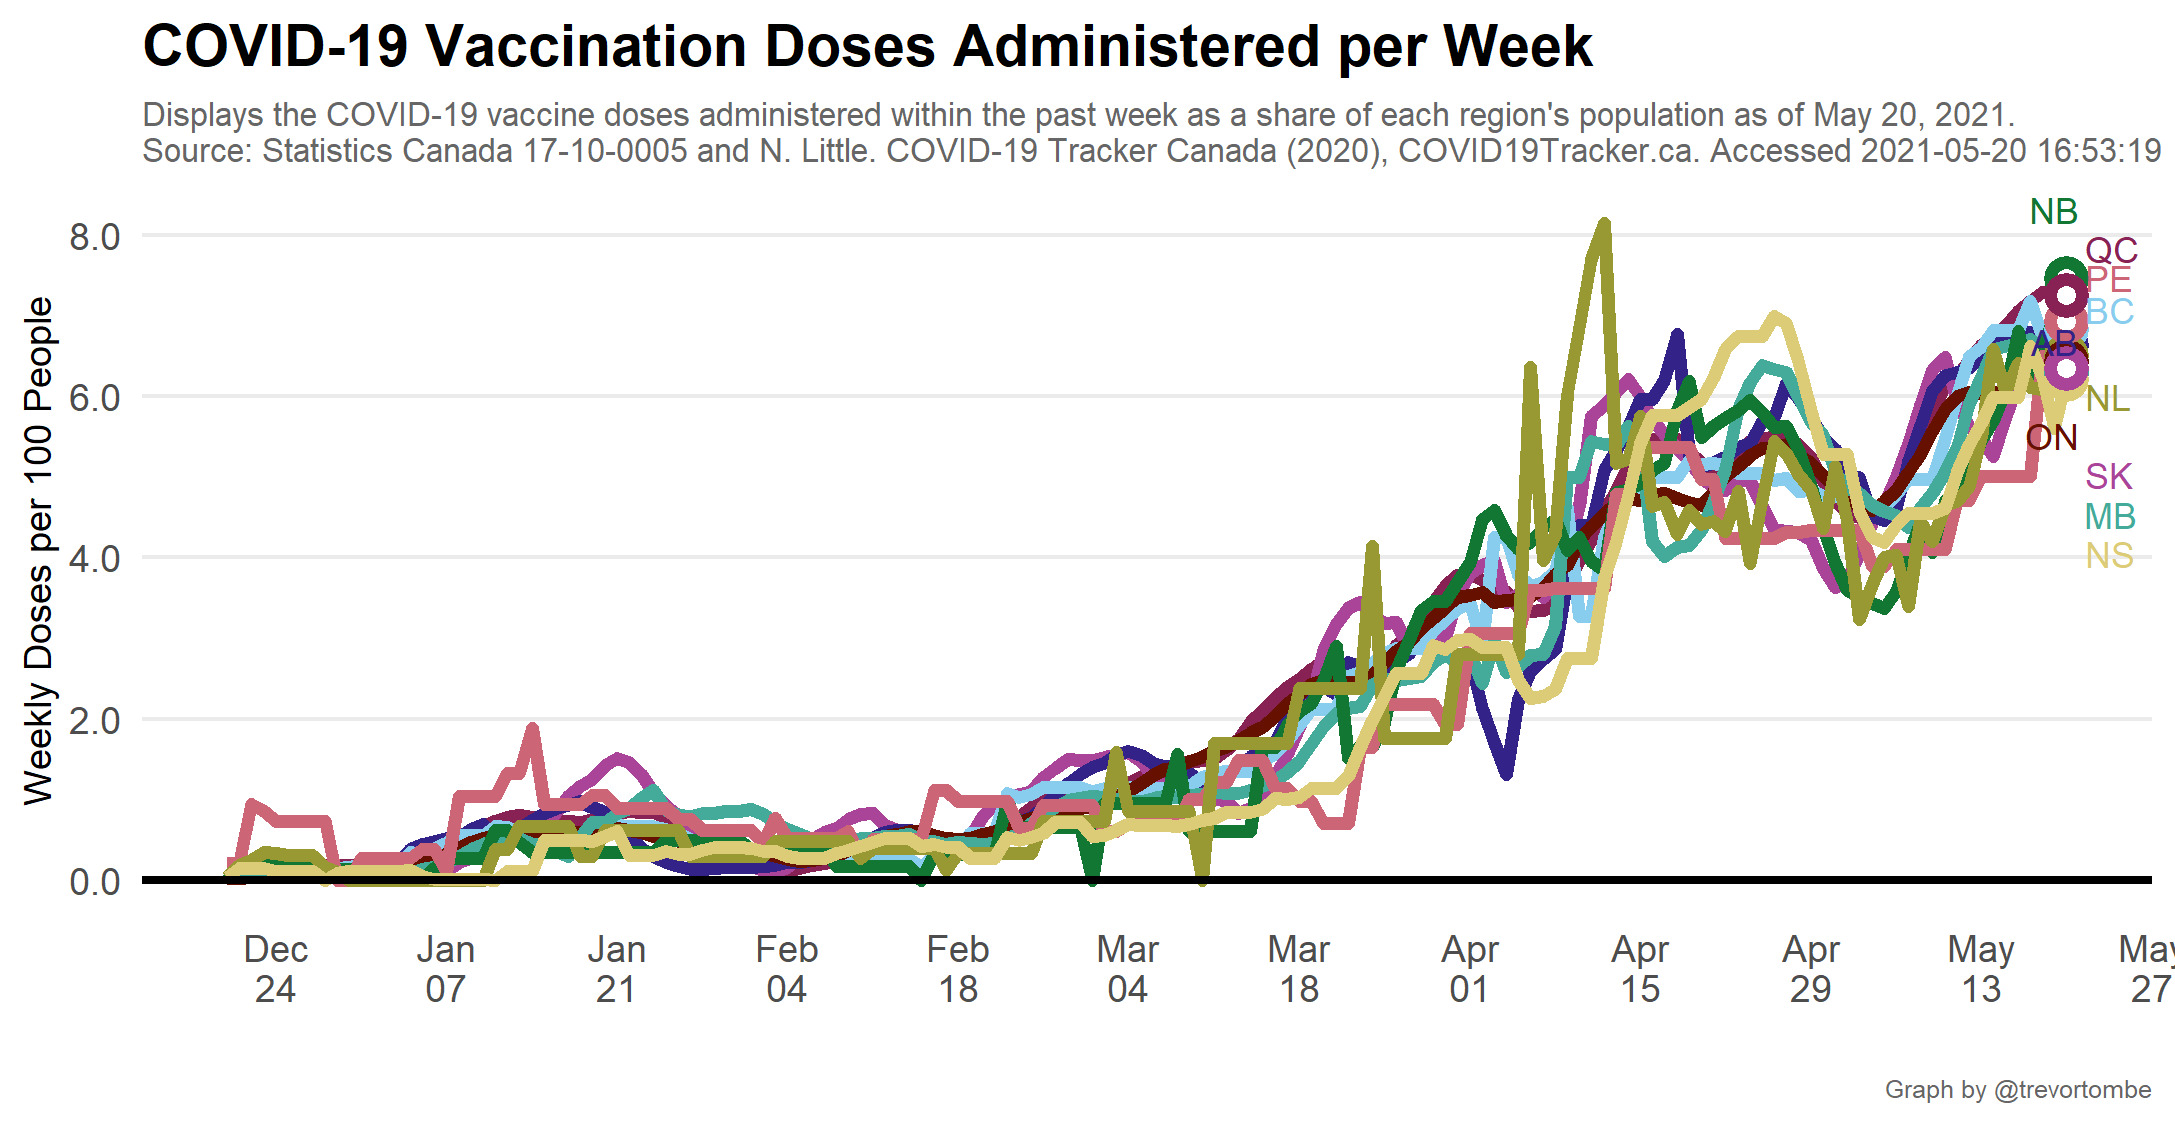 COVID-19 Vaccination Doses Administered per Week
Displays the COVID-19 vaccine doses administered within the past week as a share of each region's population as of May 20, 2021.
Source: Statistics Canada 17-10-0005 and N. Little. COVID-19 Tracker Canada (2020), COVID19Tracker.ca. Accessed 2021-05-20 16:53:19
Weekly Doses per 100 People
8.0
6.0
4.0
2.0
0.0
NB
QC
PE
BC
AB
NL
ON
SK
MB
NS
Dec 24
Jan 07
Jan 21
Feb 04
Feb 18
Mar 04
Mar 18
Apr 01
Apr 15
Apr 29
May 13
May 27
Graph by @trevortombe